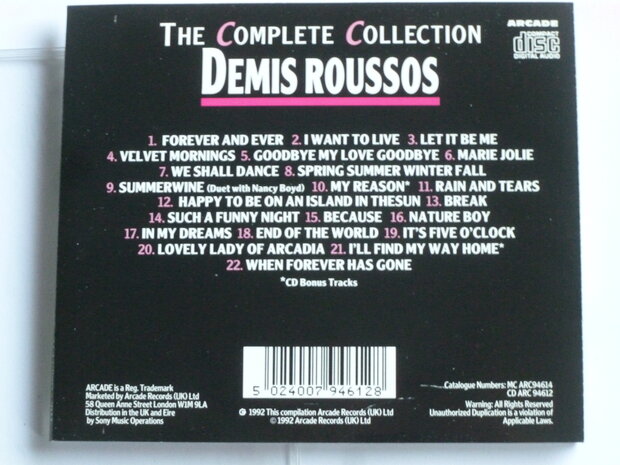 THE COMPLETE COLLECTION
ARCADE
COMPACT
disc
DIGITAL AUDIO
DEMIS ROUSSOS
1. FOREVER AND EVER 2. I WANT TO LIVE 3. LET IT BE ME
4. VELVET MORNINGS 5. GOODBYE MY LOVE GOODBYE 6. MARIE JOLIE
7. WE SHALL DANCE 8. SPRING SUMMER WINTER FALL
9. SUMMERWINE (Duet with Nancy Boyd) 10. MY REASON* 11. RAIN AND TEARS
12. HAPPY TO BE ON AN ISLAND IN THESUN 13. BREAK
14. SUCH A FUNNY NIGHT 15. BECAUSE 16. NATURE BOY
17. IN MY DREAMS 18. END OF THE WORLD 19. IT'S FIVE O'CLOCK
20. LOVELY LADY OF ARCADIA 21. I'LL FIND MY WAY HOME*
22. WHEN FOREVER HAS GONE
*CD Bonus Tracks
ARCADE is a Reg. Trademark
Marketed by Arcade Records (UK) Ltd
58 Queen Anne Street London W1M 9LA
Distribution in the UK and Eire
by Sony Music Operations
5 024007 946128
℗ 1992 This compilation Arcade Records (UK) Ltd
© 1992 Arcade Records (UK) Ltd
Catalogue Numbers: MC ARC94614
CD ARC 94612
Warning: All Rights Reserved
Unauthorized Duplication is a violation of
Applicable Laws.